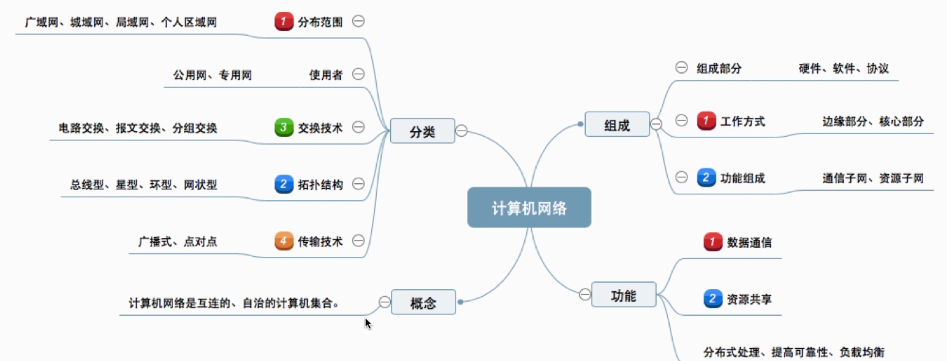 计算机网络
分类
1 分布范围
广域网、城域网、局域网、个人区域网
使用者
公用网、专用网
3 交换技术
电路交换、报文交换、分组交换
2 拓扑结构
总线型、星型、环型、网状型
4 传输技术
广播式、点对点
概念
计算机网络是互连的、自治的计算机集合。
组成
组成部分
硬件、软件、协议
1 工作方式
边缘部分、核心部分
2 功能组成
通信子网、资源子网
功能
1 数据通信
2 资源共享
分布式处理、提高可靠性、负载均衡